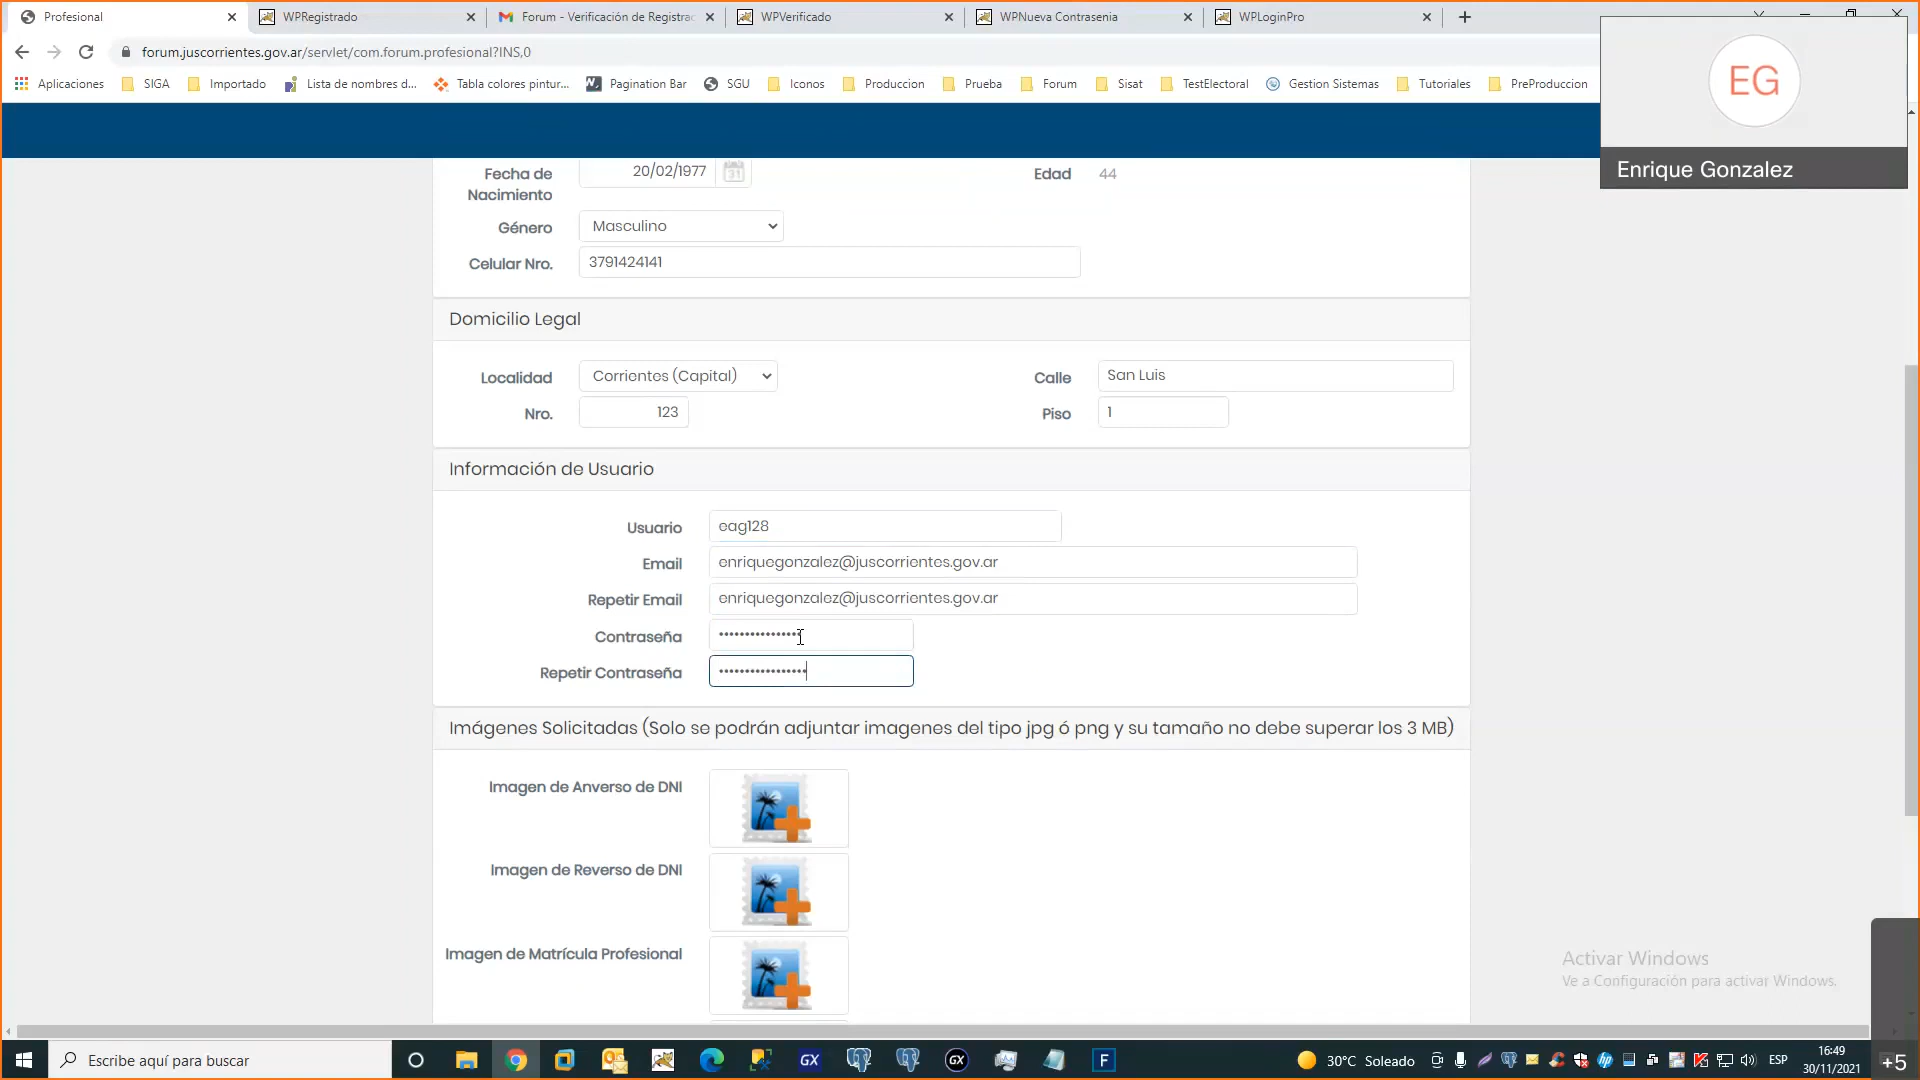 Profesional
WPRegistrado
Forum - Verificación de Registrac
WPVerificado
WPNueva Contrasenia
WPLoginPro
forum.juscorrientes.gov.ar/servlet/com.forum.profesional?INS,0
Aplicaciones
SIGA
Importado
Lista de nombres d...
Tabla colores pintur...
Pagination Bar
SGU
Iconos
Produccion
Prueba
Forum
Sisat
TestElectoral
Gestion Sistemas
Tutoriales
PreProduccion
EG
Enrique Gonzalez
Fecha de
Nacimiento
20/02/1977
31
Edad
44
Género
Masculino
Celular Nro.
3791424141
Domicilio Legal
Localidad
Corrientes (Capital)
Calle
San Luis
Nro.
123
Piso
1
Información de Usuario
Usuario
eag128
Email
enriquegonzalez@juscorrientes.gov.ar
Repetir Email
enriquegonzalez@juscorrientes.gov.ar
Contraseña
Repetir Contraseña
Imágenes Solicitadas (Solo se podrán adjuntar imagenes del tipo jpg ó png y su tamaño no debe superar los 3 MB)
Imagen de Anverso de DNI
Imagen de Reverso de DNI
Imagen de Matrícula Profesional
Activar Windows
Ve a Configuración para activar Windows.
Escribe aquí para buscar
GX
GX
F
30°C Soleado
ESP
16:49
30/11/2021
+5